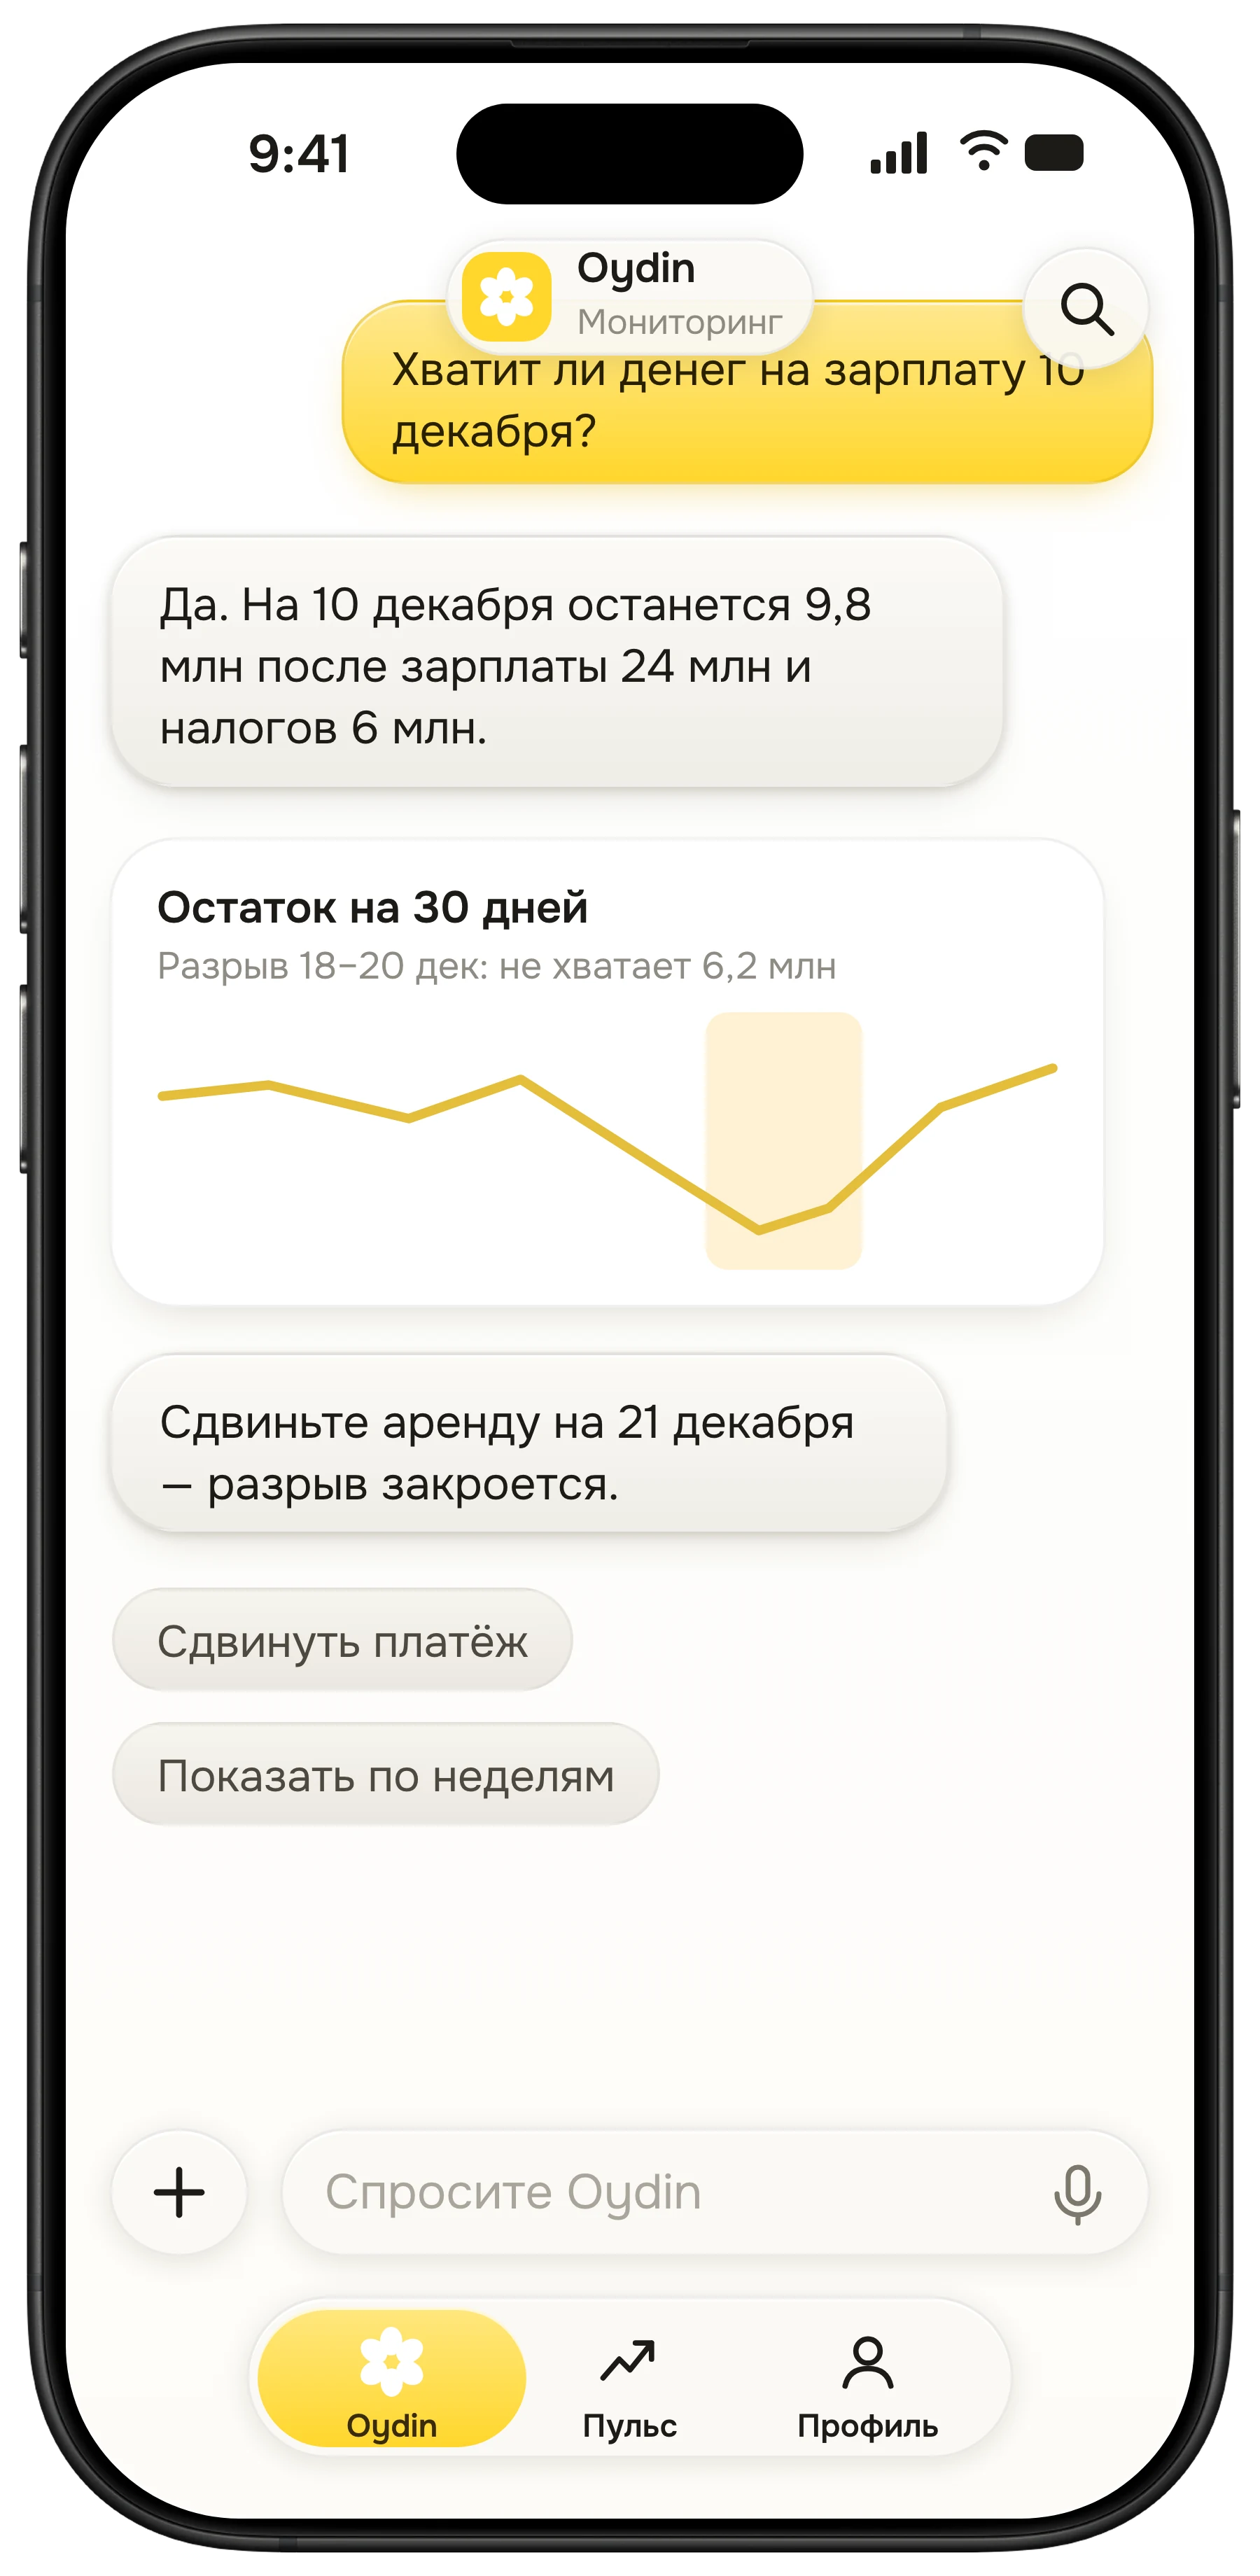 9:41
Oydin
Мониторинг
Хватит ли денег на зарплату 10
декабря?
Да. На 10 декабря останется 9,8
млн после зарплаты 24 млн и
налогов 6 млн.
Остаток на 30 дней
Разрыв 18–20 дек: не хватает 6,2 млн
Сдвиньте аренду на 21 декабря
— разрыв закроется.
Сдвинуть платёж
Показать по неделям
Спросите Oydin
Oydin
Пульс
Профиль